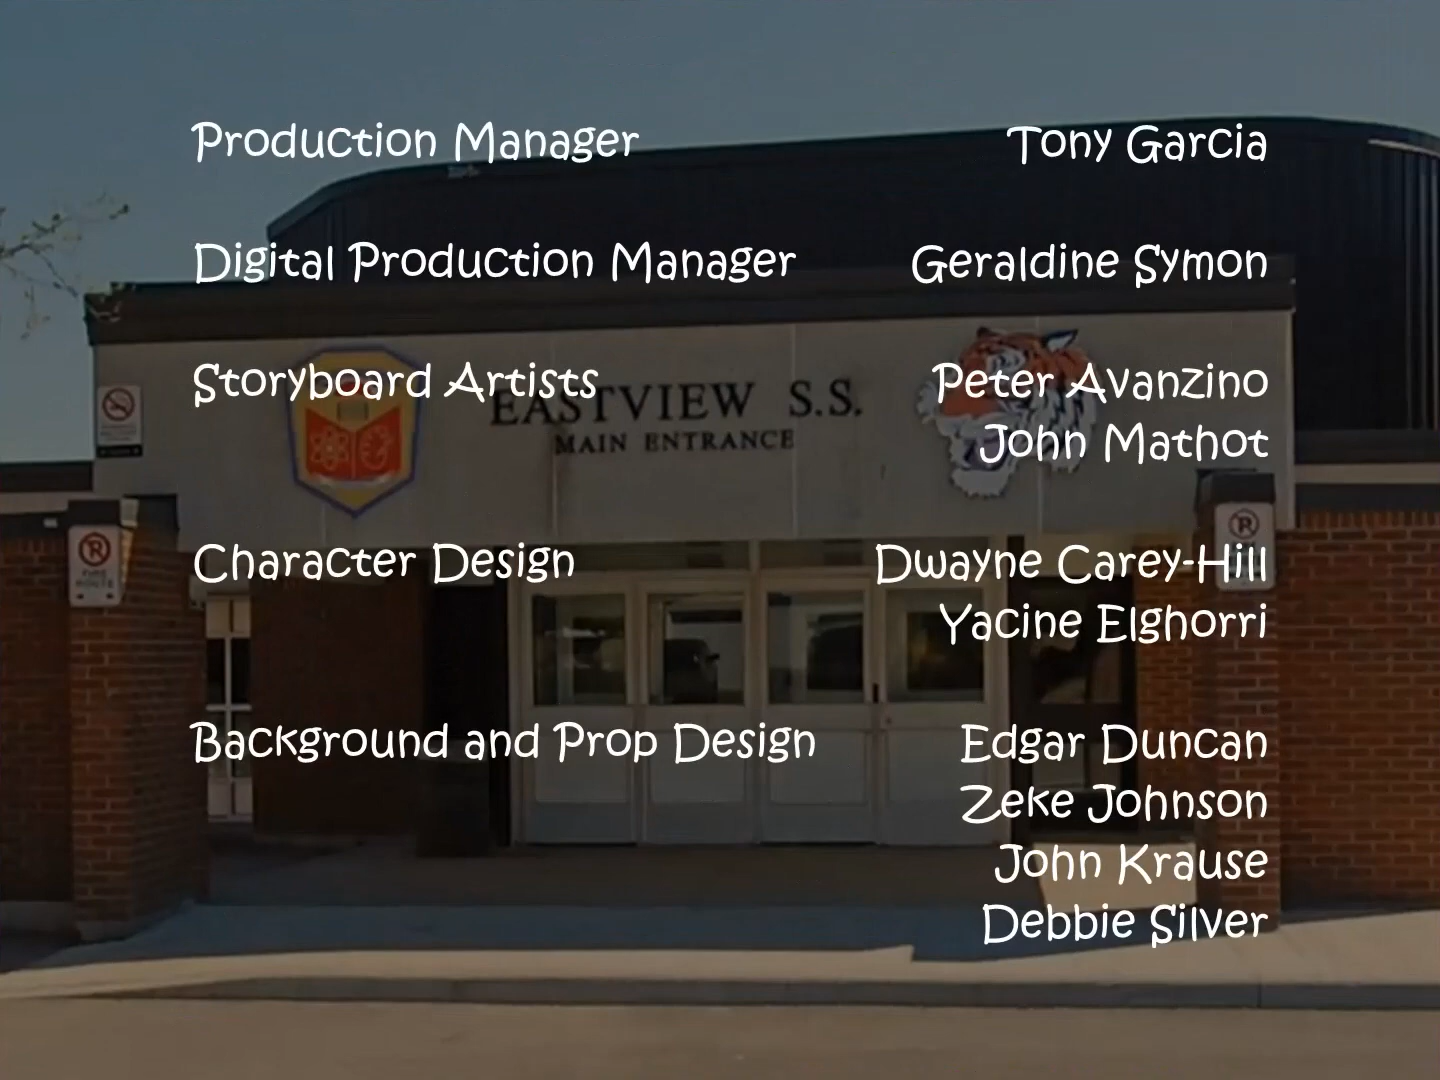 Production Manager Tony Garcia
Digital Production Manager Geraldine Symon
Storyboard Artists Peter Avanzino
John Mathot
EASTVIEW S.S.
MAIN ENTRANCE
Character Design Dwayne Carey-Hill
Yacine Elghorri
Background and Prop Design Edgar Duncan
Zeke Johnson
John Krause
Debbie Silver